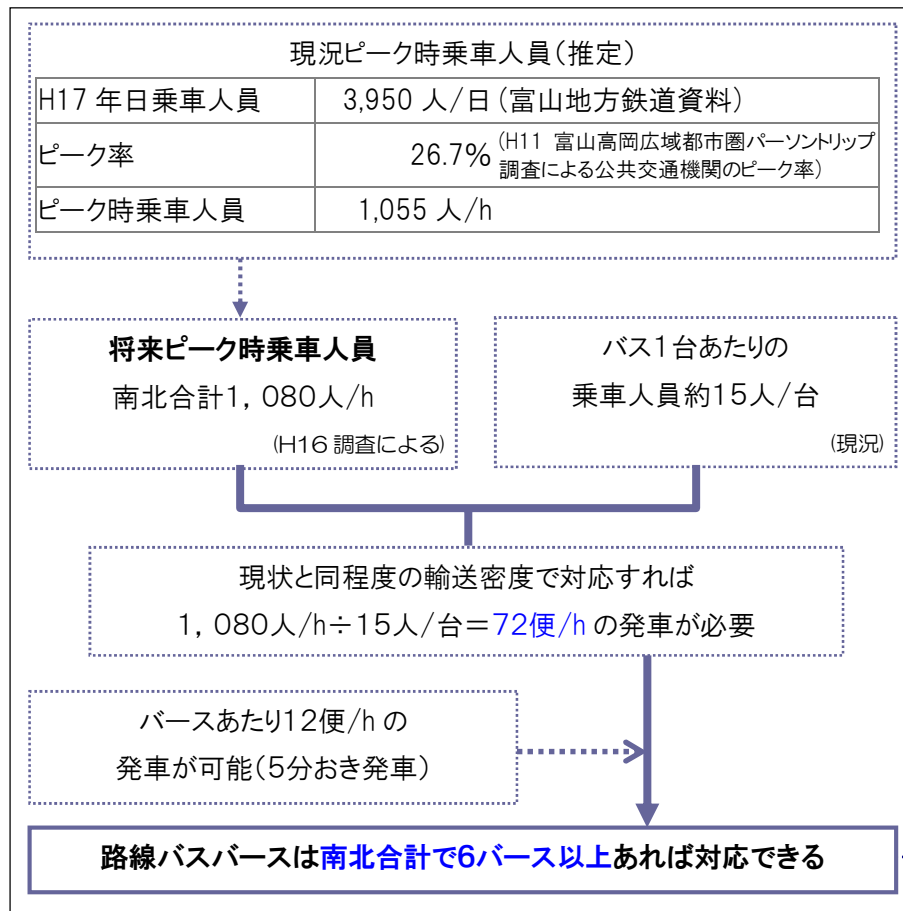 現況ピーク時乗車人員(推定)
H17 年日乗車人員 3,950 人/日 (富山地方鉄道資料)
ピーク率 26.7% (H11 富山高岡広域都市圏パーソントリップ
調査による公共交通機関のピーク率)
ピーク時乗車人員 1,055 人/h
将来ピーク時乗車人員
南北合計1,080人/h
(H16 調査による)
バス1台あたりの
乗車人員約15人/台
(現況)
現状と同程度の輸送密度で対応すれば
1,080人/h÷15人/台=72便/h の発車が必要
バースあたり12便/h の
発車が可能(5分おき発車)
路線バスバースは南北合計で6バース以上あれば対応できる